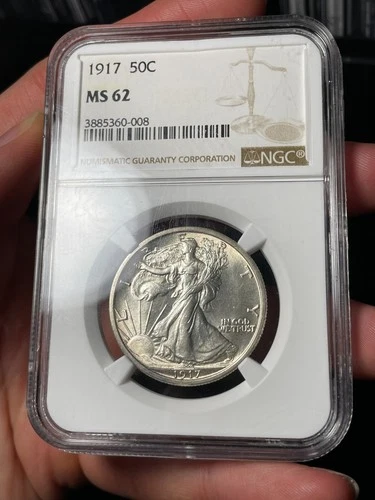 1917 50C
MS 62
3885360-008
NUMISMATIC GUARANTY CORPORATION NGC®
LIBERTY
IN GOD
WE TRUST
1917